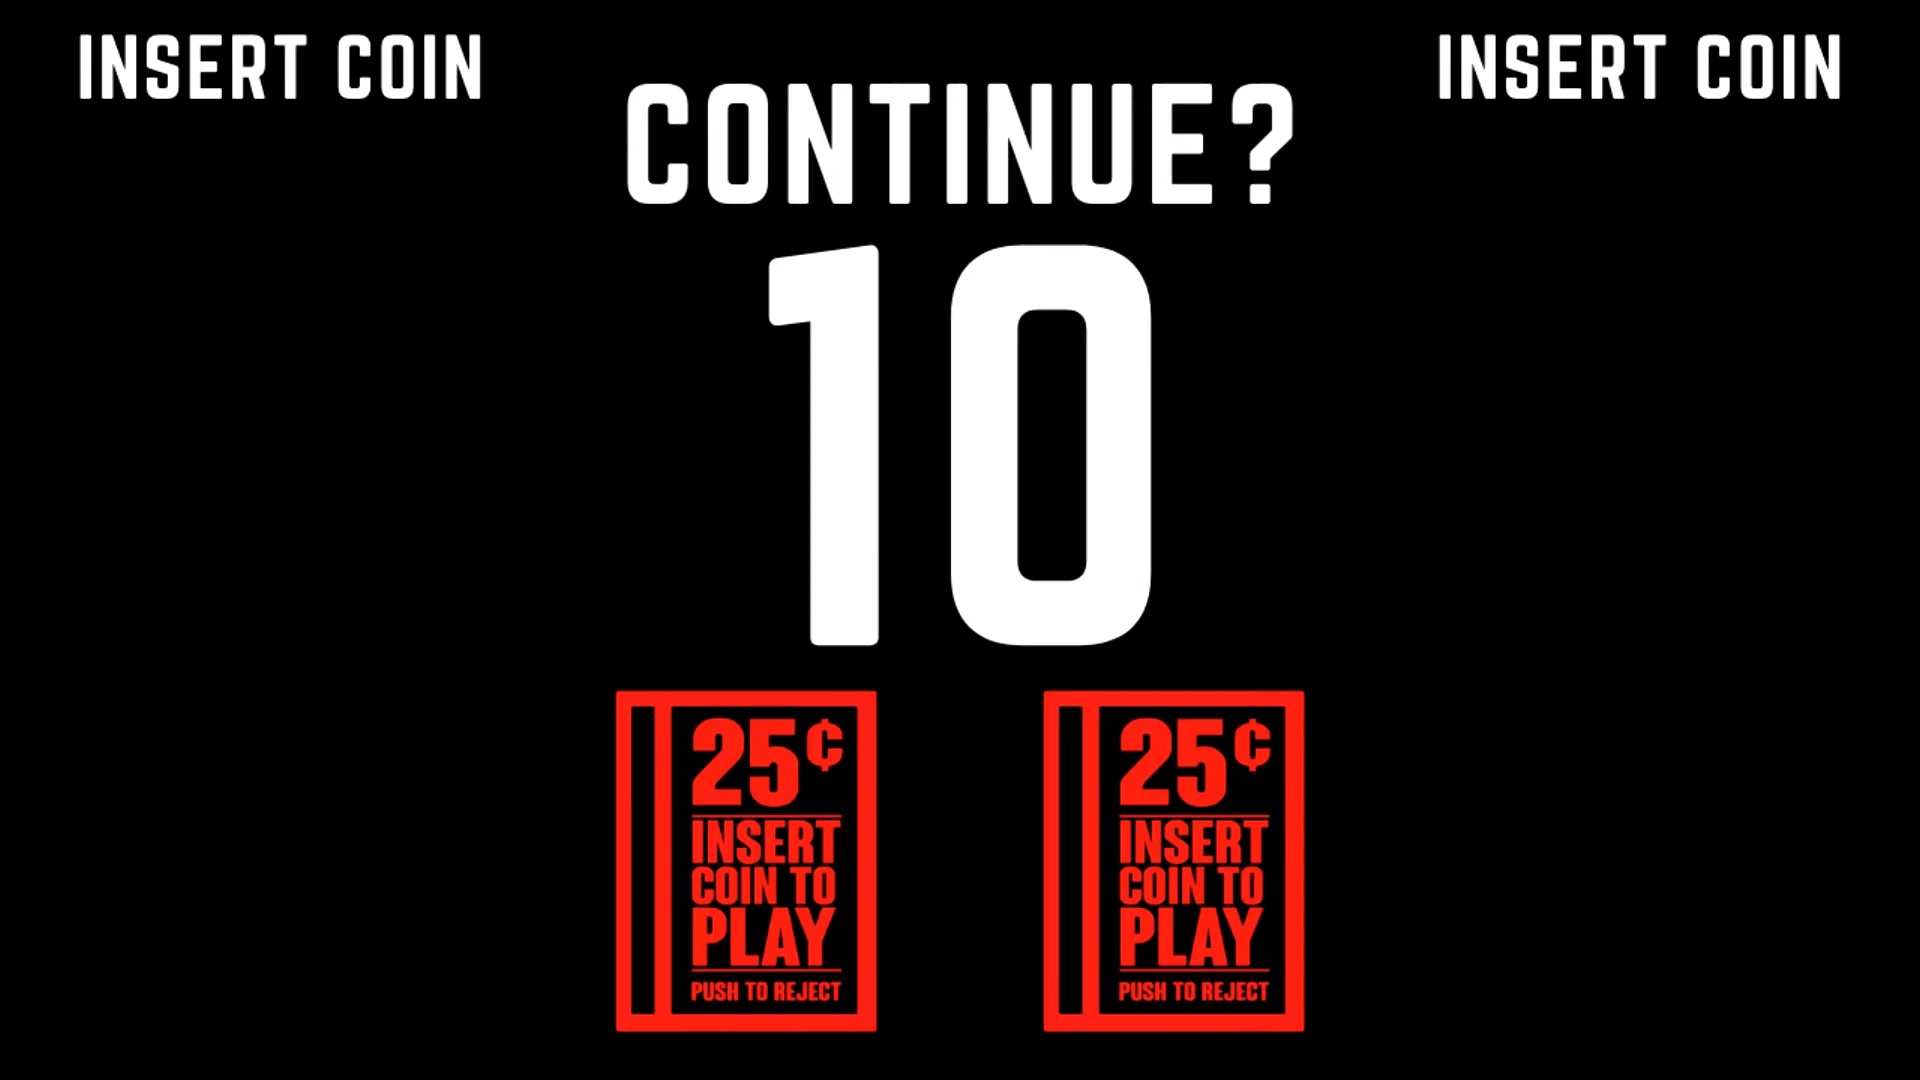 INSERT COIN
INSERT COIN
CONTINUE?
10
25¢
INSERT
COIN TO
PLAY
PUSH TO REJECT
25¢
INSERT
COIN TO
PLAY
PUSH TO REJECT